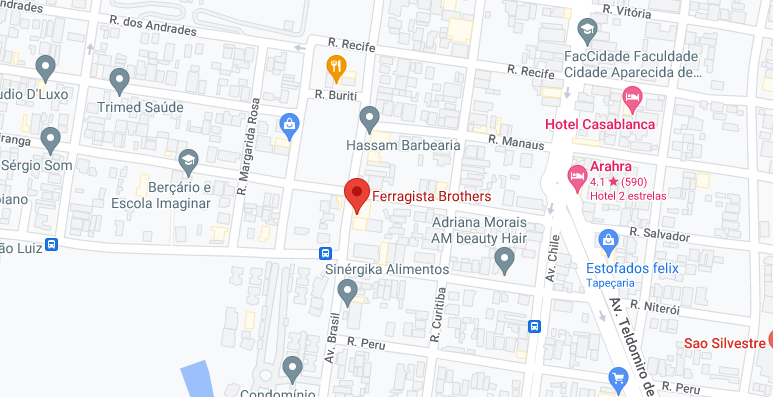 R. Vitória
R. dos Andrades
R. Recife
FacCidade Faculdade
Cidade Aparecida de...
R. Recife
udio D'Luxo
Trimed Saúde
R. Buriti
Hotel Casablanca
R. Margarida Rosa
Hassam Barbearia
R. Manaus
iranga
Sérgio Som
Arahra
4.1 ★ (590)
Hotel 2 estrelas
Berçário e
Escola Imaginar
piano
Ferragista Brothers
Adriana Morais
AM beauty Hair
R. Salvador
ão Luiz
Sinérgika Alimentos
Av. Chile
Estofados felix
Tapeçaria
Av. Brasil
R. Curitiba
R. Niterói
Av. Teldomiro de
R. Peru
Sao Silvestre
Condomínio
R. Peru